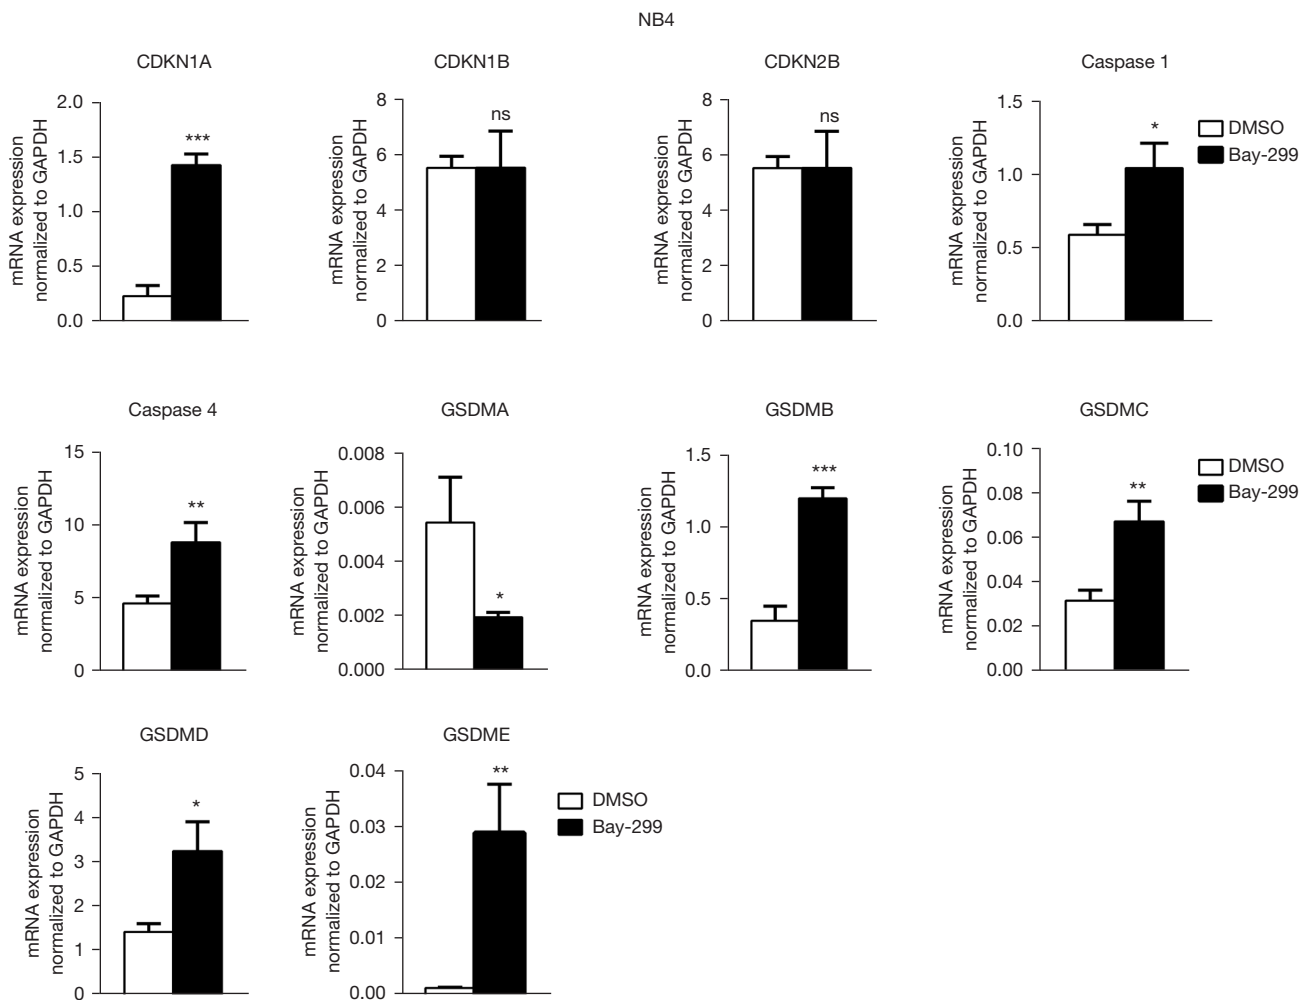 NB4
CDKN1A
CDKN1B
CDKN2B
Caspase 1
mRNA expression
normalized to GAPDH
2.0
1.5
1.0
0.5
0.0
***
mRNA expression
normalized to GAPDH
8
6
4
2
0
ns
mRNA expression
normalized to GAPDH
8
6
4
2
0
ns
mRNA expression
normalized to GAPDH
1.5
1.0
0.5
0.0
*
DMSO
Bay-299
Caspase 4
GSDMA
GSDMB
GSDMC
mRNA expression
normalized to GAPDH
15
10
5
0
**
mRNA expression
normalized to GAPDH
0.008
0.006
0.004
0.002
0.000
*
mRNA expression
normalized to GAPDH
1.5
1.0
0.5
0.0
***
mRNA expression
normalized to GAPDH
0.10
0.08
0.06
0.04
0.02
0.00
**
DMSO
Bay-299
GSDMD
GSDME
mRNA expression
normalized to GAPDH
5
4
3
2
1
0
*
mRNA expression
normalized to GAPDH
0.04
0.03
0.02
0.01
0.00
**
DMSO
Bay-299